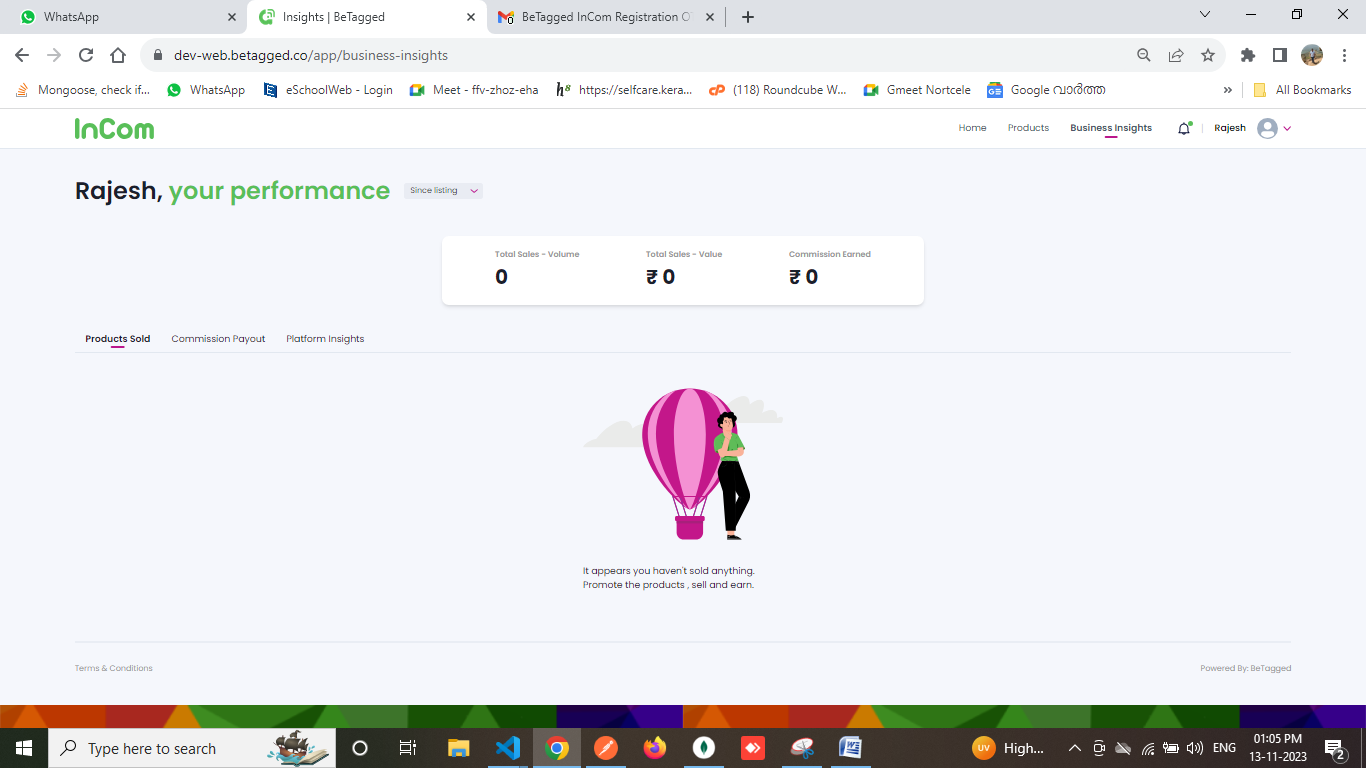 WhatsApp
Insights | BeTagged
BeTagged InCom Registration O
dev-web.betagged.co/app/business-insights
Mongoose, check if...
WhatsApp
eSchoolWeb - Login
Meet - ffv-zhoz-eha
https://selfcare.kera...
(118) Roundcube W...
Gmeet Nortcele
Google വാർത്ത
All Bookmarks
InCom
Home
Products
Business Insights
Rajesh
Rajesh, your performance
Since listing
Total Sales - Volume
Total Sales - Value
Commission Earned
0
₹ 0
₹ 0
Products Sold
Commission Payout
Platform Insights
It appears you haven't sold anything.
Promote the products , sell and earn.
Terms & Conditions
Powered By: BeTagged
Type here to search
UV
High...
ENG
01:05 PM
13-11-2023
2